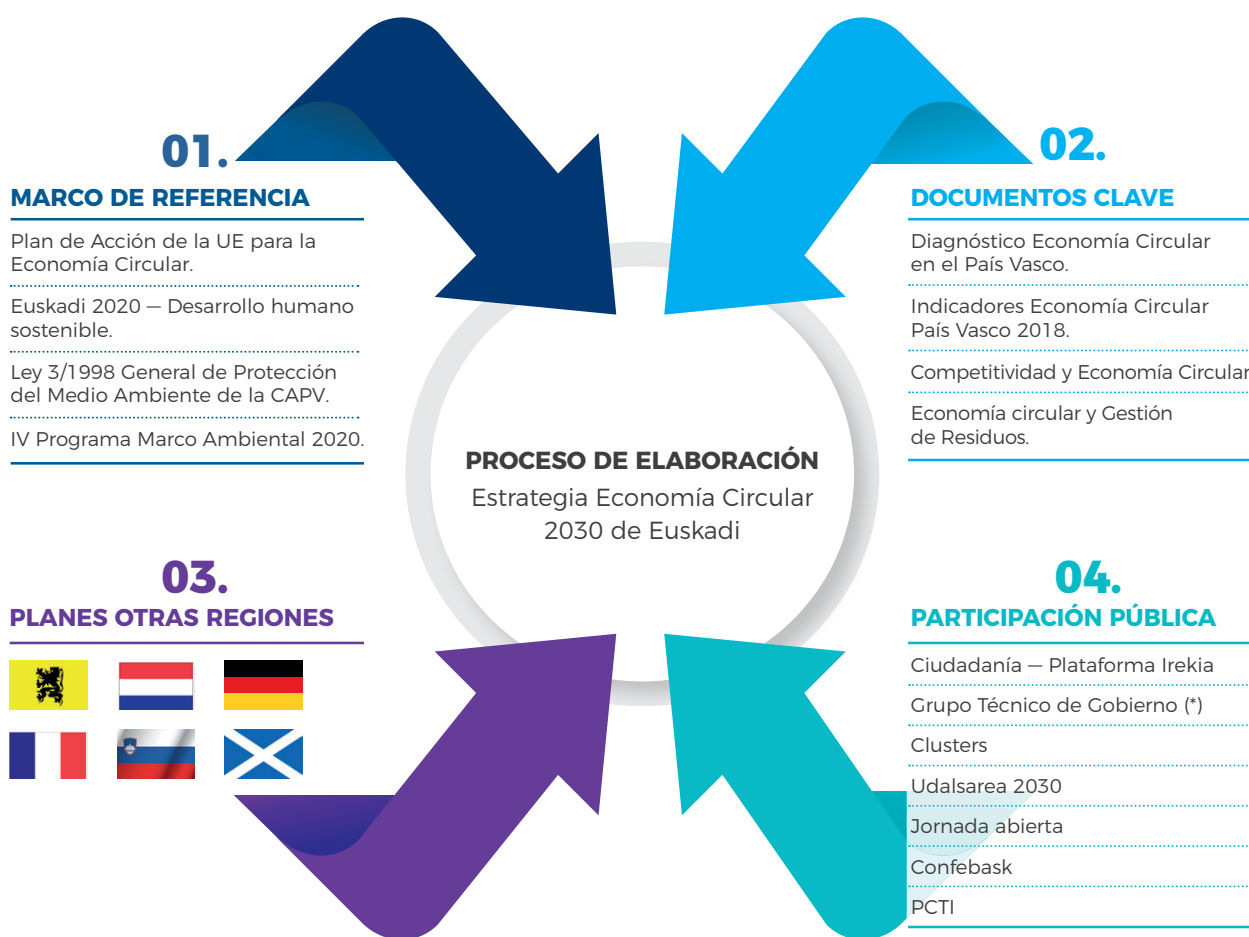 01.
MARCO DE REFERENCIA
Plan de Acción de la UE para la
Economía Circular.
Euskadi 2020 — Desarrollo humano
sostenible.
Ley 3/1998 General de Protección
del Medio Ambiente de la CAPV.
IV Programa Marco Ambiental 2020.
02.
DOCUMENTOS CLAVE
Diagnóstico Economía Circular
en el País Vasco.
Indicadores Economía Circular
País Vasco 2018.
Competitividad y Economía Circular
Economía circular y Gestión
de Residuos.
PROCESO DE ELABORACIÓN
Estrategia Economía Circular
2030 de Euskadi
03.
PLANES OTRAS REGIONES
04.
PARTICIPACIÓN PÚBLICA
Ciudadanía — Plataforma Irekia
Grupo Técnico de Gobierno (*)
Clusters
Udalsarea 2030
Jornada abierta
Confebask
PCTI